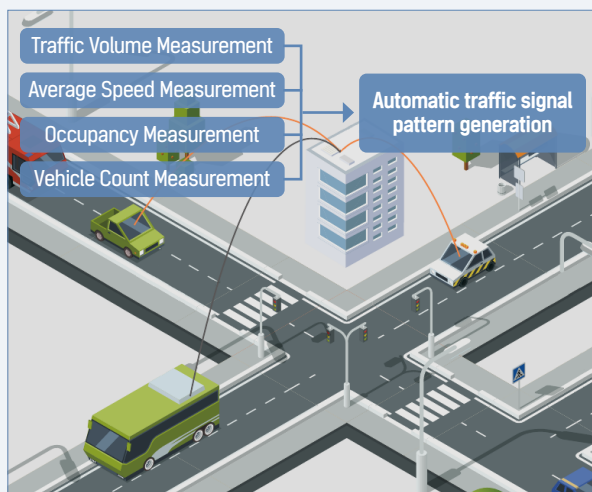 Traffic Volume Measurement
Average Speed Measurement
Occupancy Measurement
Vehicle Count Measurement
Automatic traffic signal
pattern generation